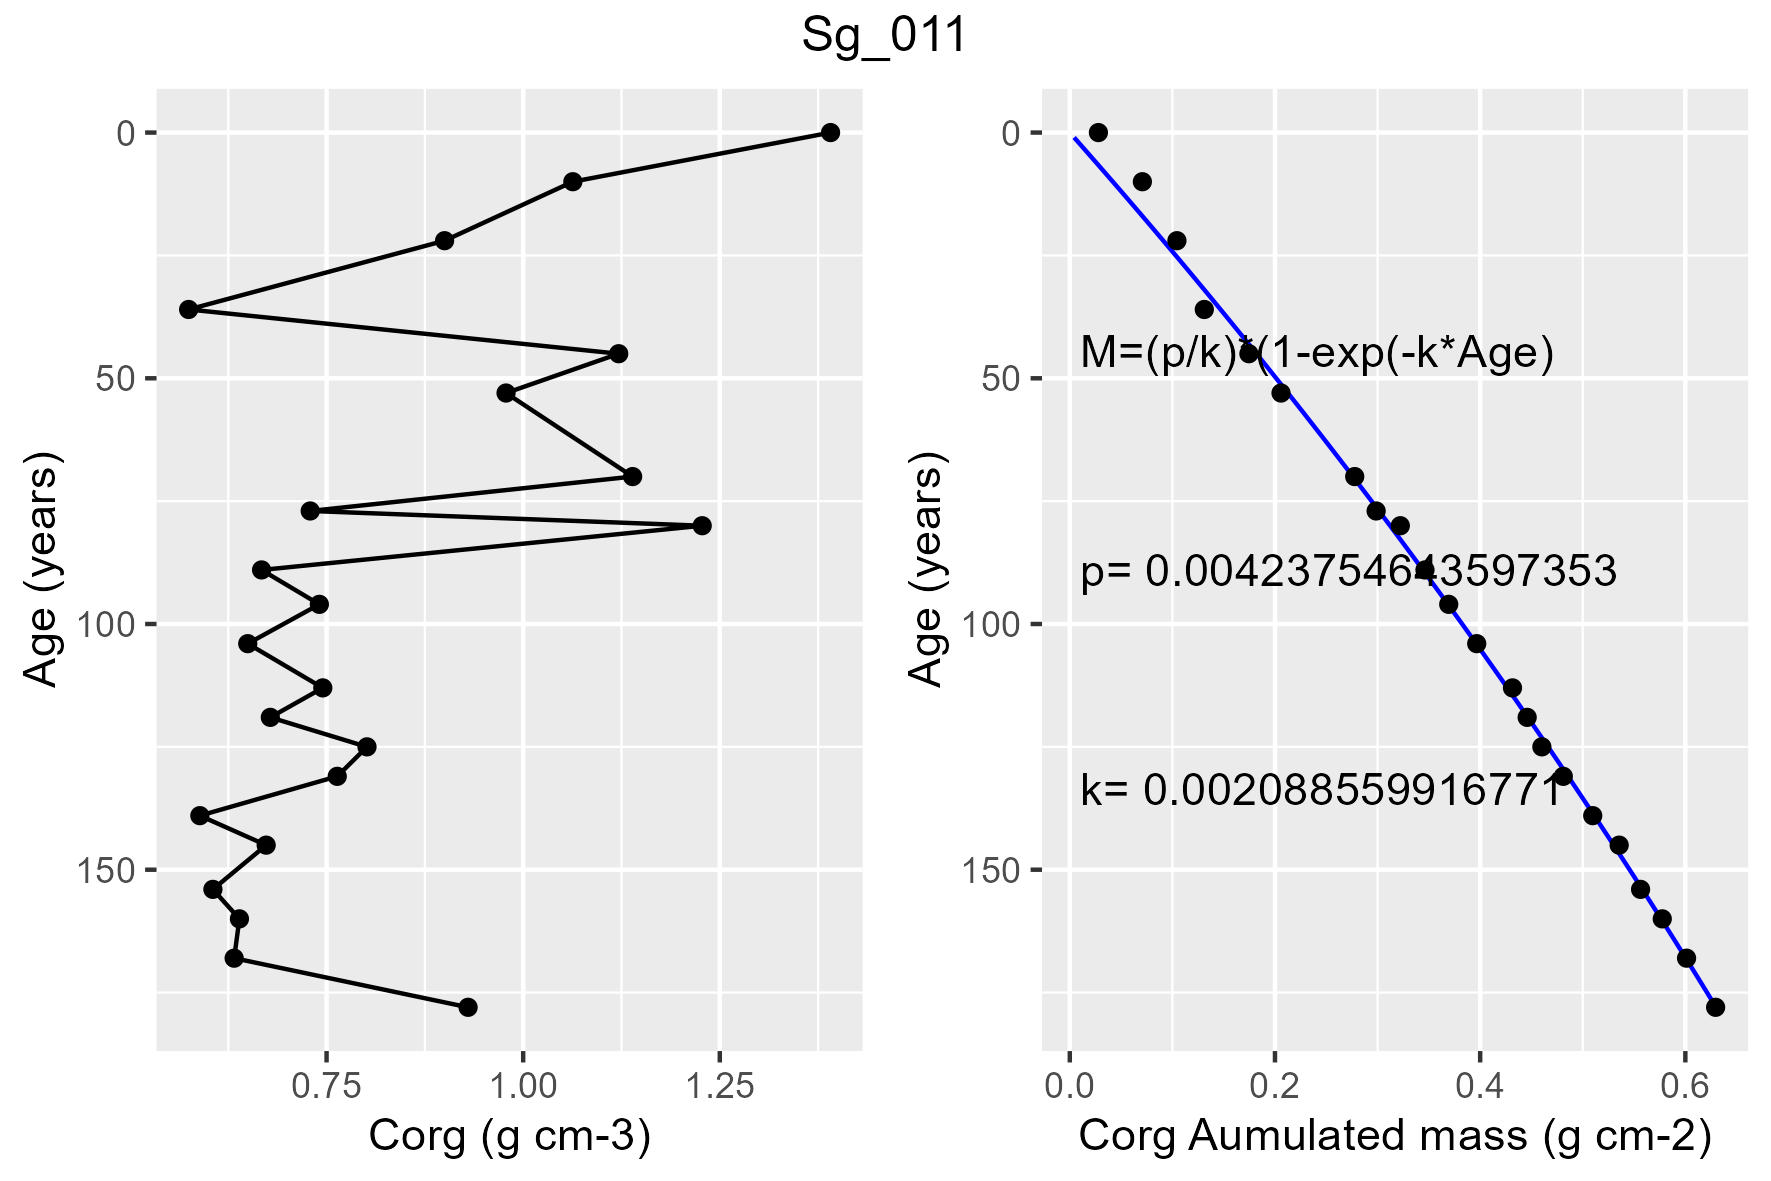 Sg_011
0
50
100
150
Age (years)
0.75 1.00 1.25
Corg (g cm-3)
0
50
100
150
Age (years)
M=(p/k)*(1-exp(-k*Age)
p= 0.00423754643597353
k= 0.002088559916771
0.0 0.2 0.4 0.6
Corg Aumulated mass (g cm-2)